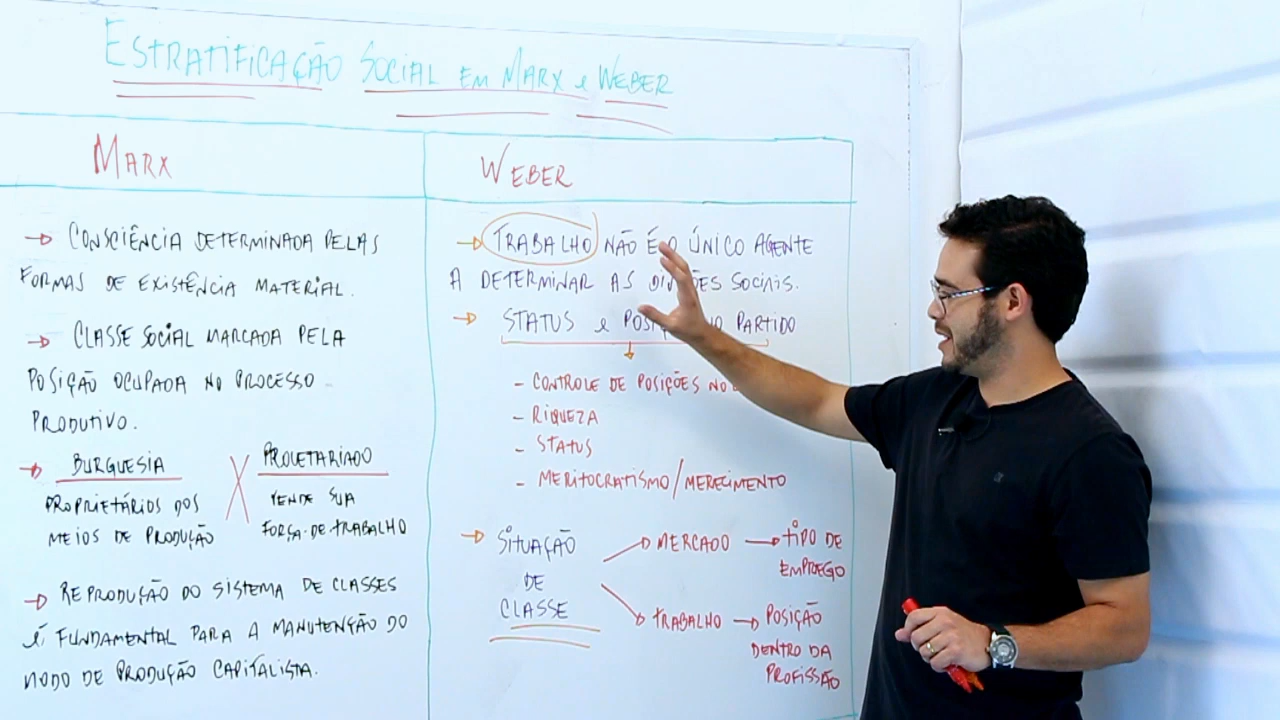 ESTRATIFICAÇÃO SOCIAL EM MARX e WEBER
MARX
→ CONSCIÊNCIA DETERMINADA PELAS
FORMAS DE EXISTÊNCIA MATERIAL.
→ CLASSE SOCIAL MARCADA PELA
POSIÇÃO OCUPADA NO PROCESSO
PRODUTIVO.
→ BURGUESIA X PROLETARIADO
PROPRIETÁRIOS DOS
MEIOS DE PRODUÇÃO
VENDE SUA
FORÇA-DE-TRABALHO
→ REPRODUÇÃO DO SISTEMA DE CLASSES
é FUNDAMENTAL PARA A MANUTENÇÃO DO
MODO DE PRODUÇÃO CAPITALISTA.
WEBER
→ TRABALHO NÃO É O ÚNICO AGENTE
A DETERMINAR AS SOCIAIS.
→ STATUS e NO PARTIDO
- CONTROLE DE POSIÇÕES NO
- RIQUEZA
- STATUS
- MERITOCRATISMO/MERECIMENTO
→ SITUAÇÃO
DE
CLASSE
→ MERCADO → TIPO DE
EMPREGO
→ TRABALHO → POSIÇÃO
DENTRO DA
PROFISSÃO